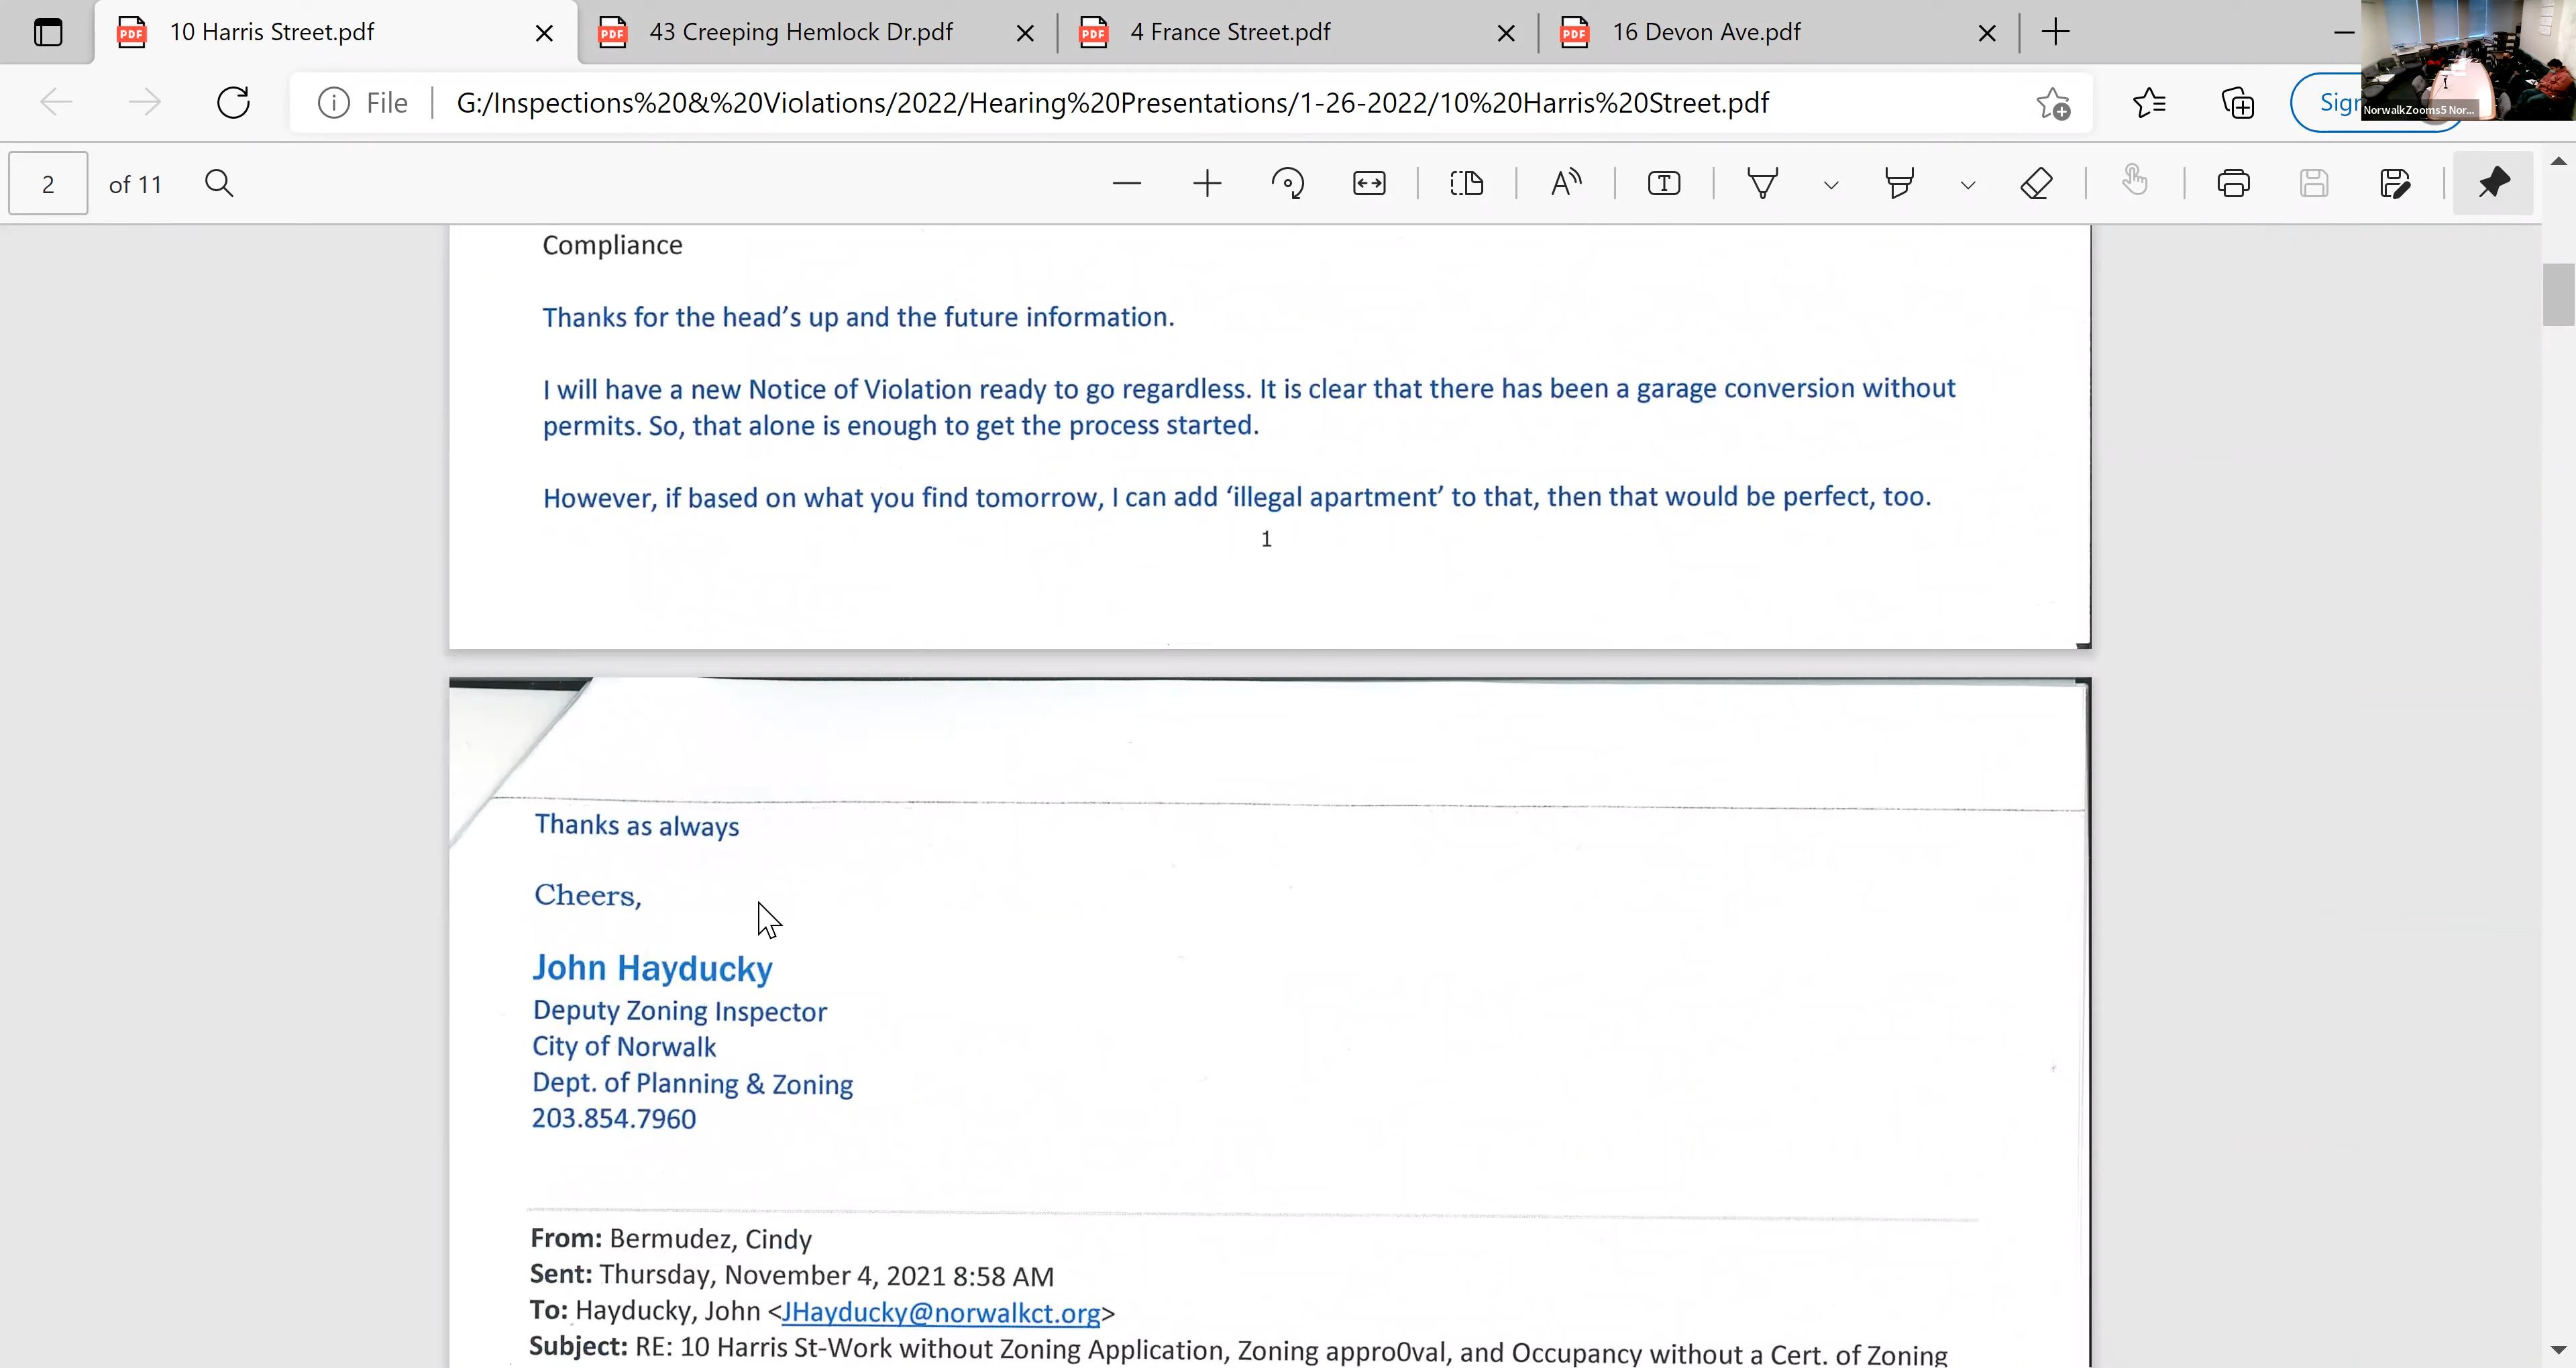 10 Harris Street.pdf
43 Creeping Hemlock Dr.pdf
4 France Street.pdf
16 Devon Ave.pdf
File
G:/Inspections%20&%20Violations/2022/Hearing%20Presentations/1-26-2022/10%20Harris%20Street.pdf
NorwalkZooms5 Nor...
2 of 11
Compliance
Thanks for the head's up and the future information.
I will have a new Notice of Violation ready to go regardless. It is clear that there has been a garage conversion without
permits. So, that alone is enough to get the process started.
However, if based on what you find tomorrow, I can add ‘illegal apartment’ to that, then that would be perfect, too.
1
Thanks as always
Cheers,
John Hayducky
Deputy Zoning Inspector
City of Norwalk
Dept. of Planning & Zoning
203.854.7960
From: Bermudez, Cindy
Sent: Thursday, November 4, 2021 8:58 AM
To: Hayducky, John <JHayducky@norwalkct.org>
Subject: RE: 10 Harris St-Work without Zoning Application, Zoning appro0val, and Occupancy without a Cert. of Zoning